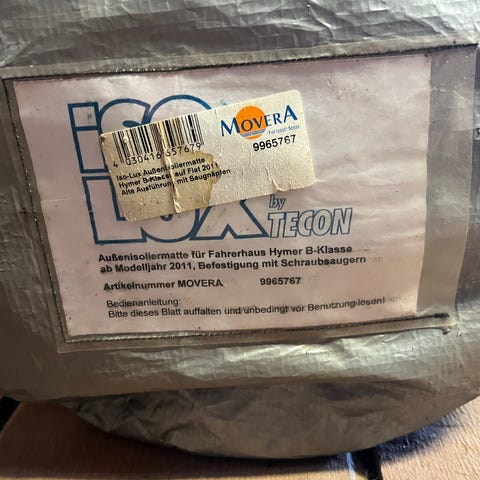 iSO
LUX
by TECON
MOVERA
9965767
4 030416 657679
Iso-Lux Außenisoliermatte
Hymer B-Klasse auf Fiat 2011
Alte Ausführung mit Saugnäpfen
Außenisoliermatte für Fahrerhaus Hymer B-Klasse
ab Modelljahr 2011, Befestigung mit Schraubsaugern
Artikelnummer MOVERA 9965767
Bedienanleitung:
Bitte dieses Blatt auffalten und unbedingt vor Benutzung lesen!